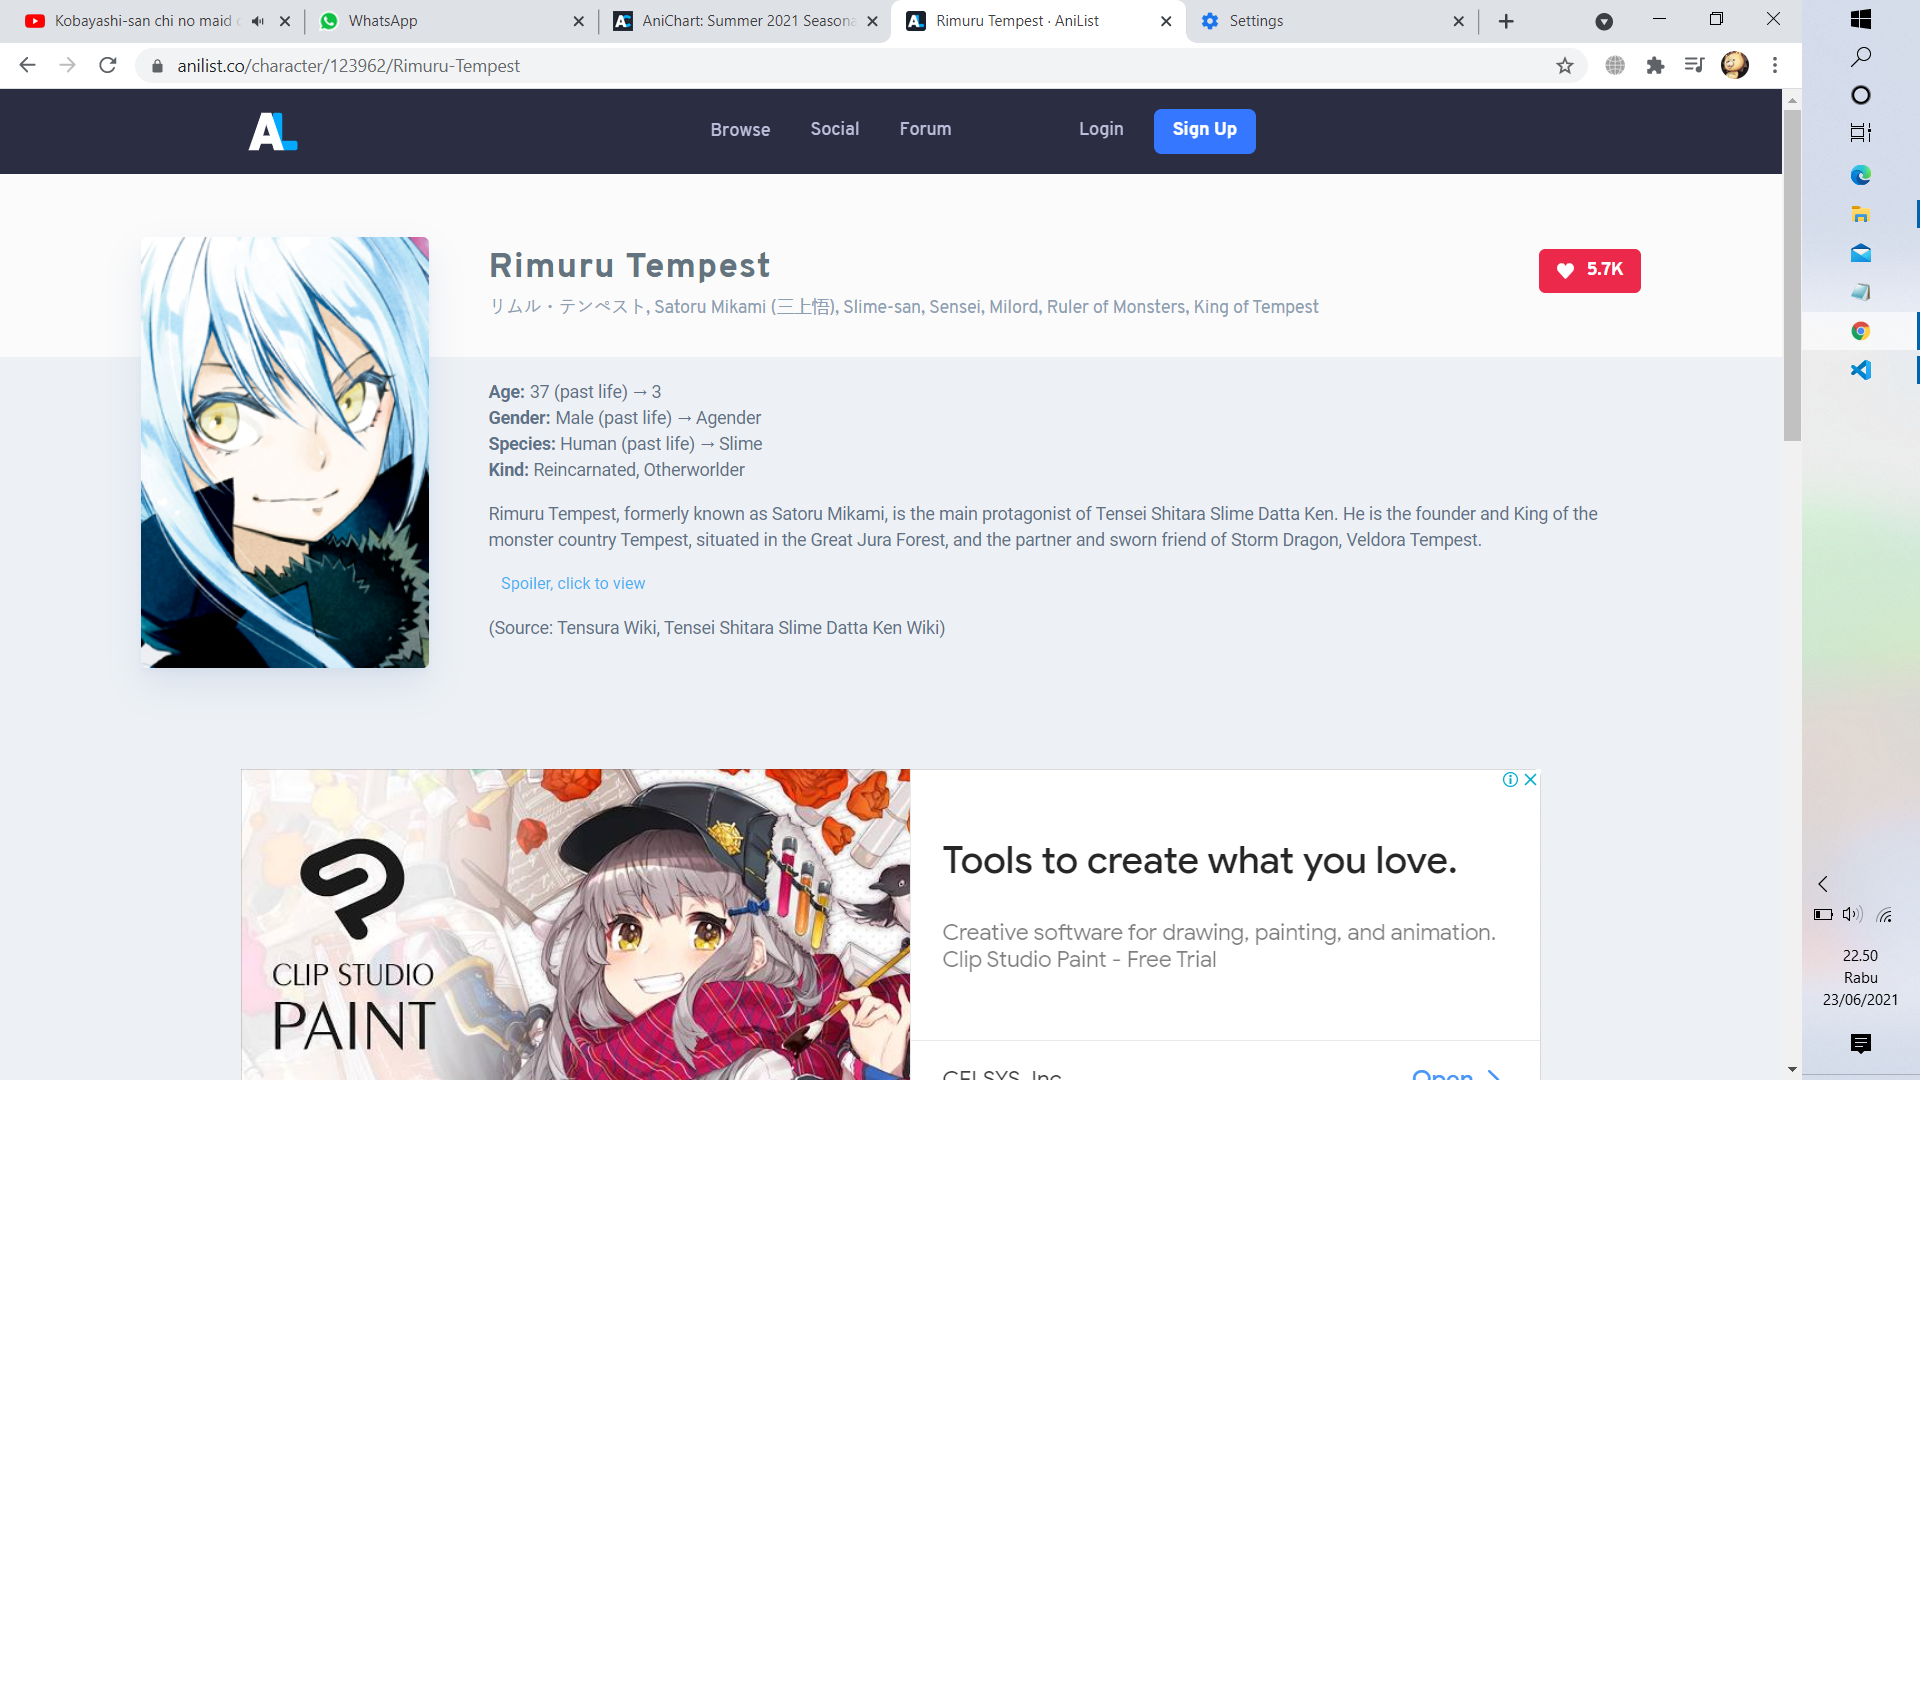 Kobayashi-san chi no maid
WhatsApp
AniChart: Summer 2021 Seasona
Rimuru Tempest · AniList
Settings
anilist.co/character/123962/Rimuru-Tempest
AL
Browse
Social
Forum
Login
Sign Up
Rimuru Tempest
5.7K
リムル・テンペスト, Satoru Mikami (三上悟), Slime-san, Sensei, Milord, Ruler of Monsters, King of Tempest
Age: 37 (past life) → 3
Gender: Male (past life) → Agender
Species: Human (past life) → Slime
Kind: Reincarnated, Otherworlder
Rimuru Tempest, formerly known as Satoru Mikami, is the main protagonist of Tensei Shitara Slime Datta Ken. He is the founder and King of the
monster country Tempest, situated in the Great Jura Forest, and the partner and sworn friend of Storm Dragon, Veldora Tempest.
Spoiler, click to view
(Source: Tensura Wiki, Tensei Shitara Slime Datta Ken Wiki)
CLIP STUDIO
PAINT
Tools to create what you love.
Creative software for drawing, painting, and animation.
Clip Studio Paint - Free Trial
CELSYS, Inc.
Open
22.50
Rabu
23/06/2021